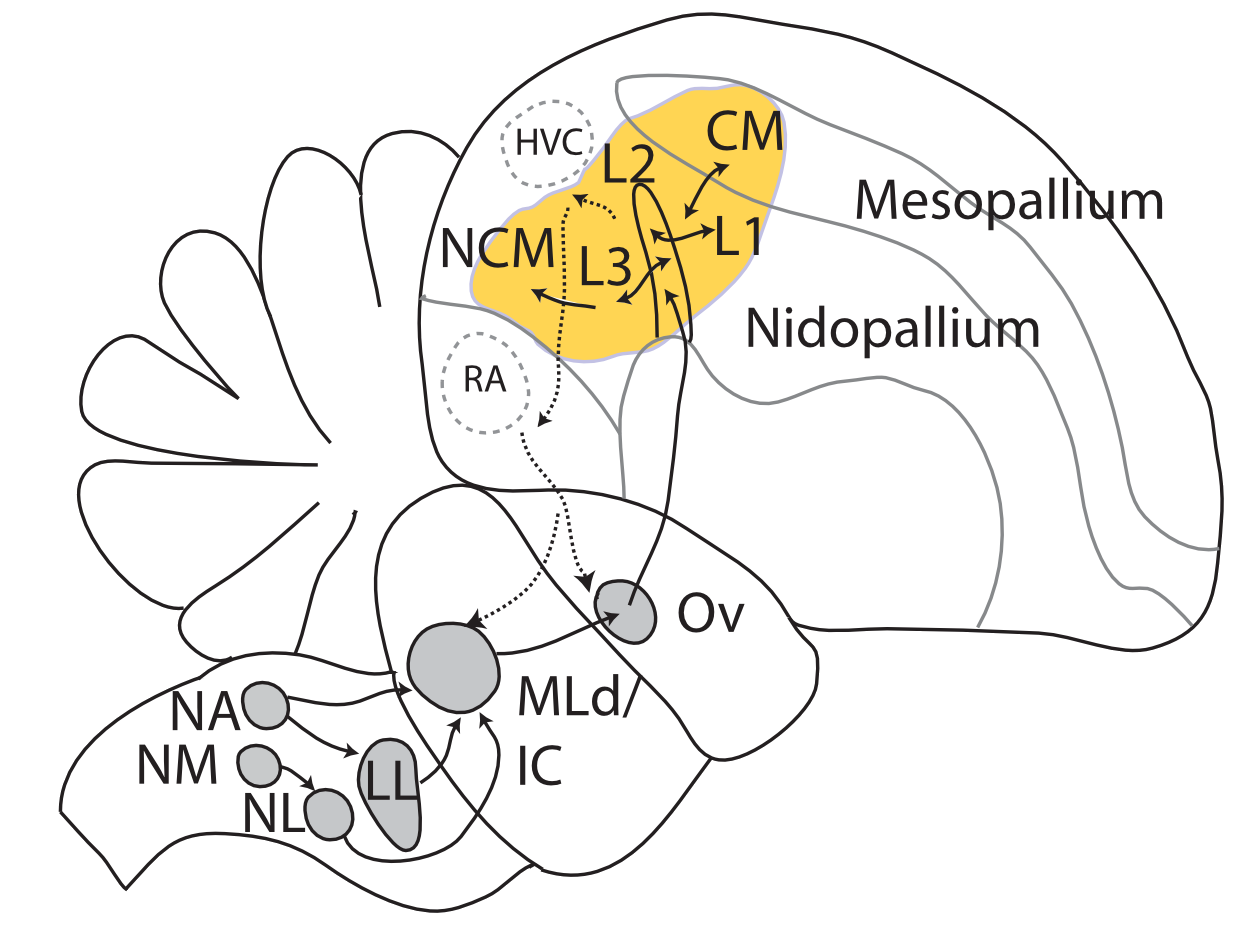 CM
HVC
L2
Mesopallium
NCM
L3
L1
Nidopallium
RA
Ov
MLd/
IC
NA
NM
LL
NL